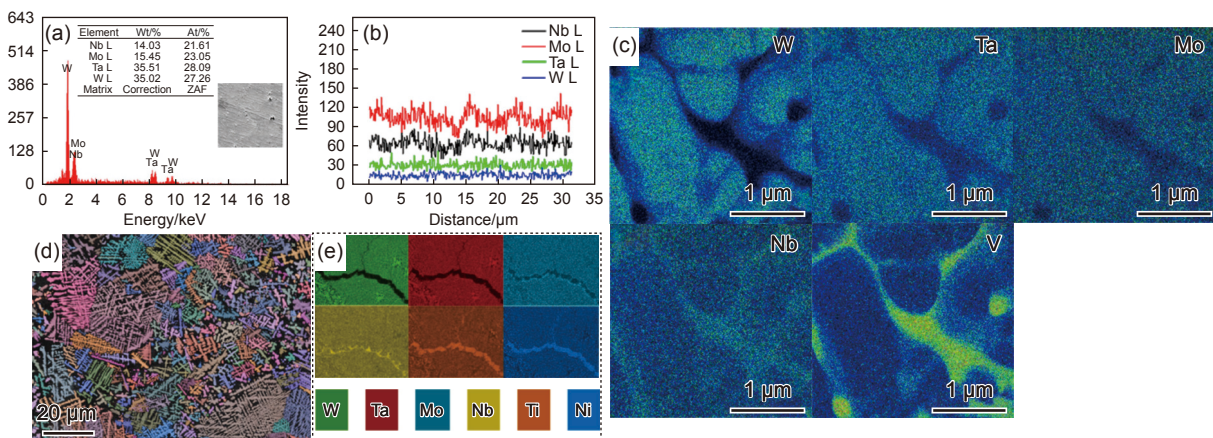 (a)
643
514
386
257
128
0
Element Wt/% At/%
Nb L 14.03 21.61
Mo L 15.45 23.05
Ta L 35.51 28.09
W L 35.02 27.26
Matrix Correction ZAF
W
Mo
Nb
W
Ta
W
Ta
0 2 4 6 8 10 12 14 16 18
Energy/keV
(b)
Intensity
240
210
180
150
120
90
60
30
0
Nb L
Mo L
Ta L
W L
0 5 10 15 20 25 30 35
Distance/μm
(c)
W
1 μm
Ta
1 μm
Mo
1 μm
Nb
1 μm
V
1 μm
(d)
20 μm
(e)
W Ta Mo Nb Ti Ni